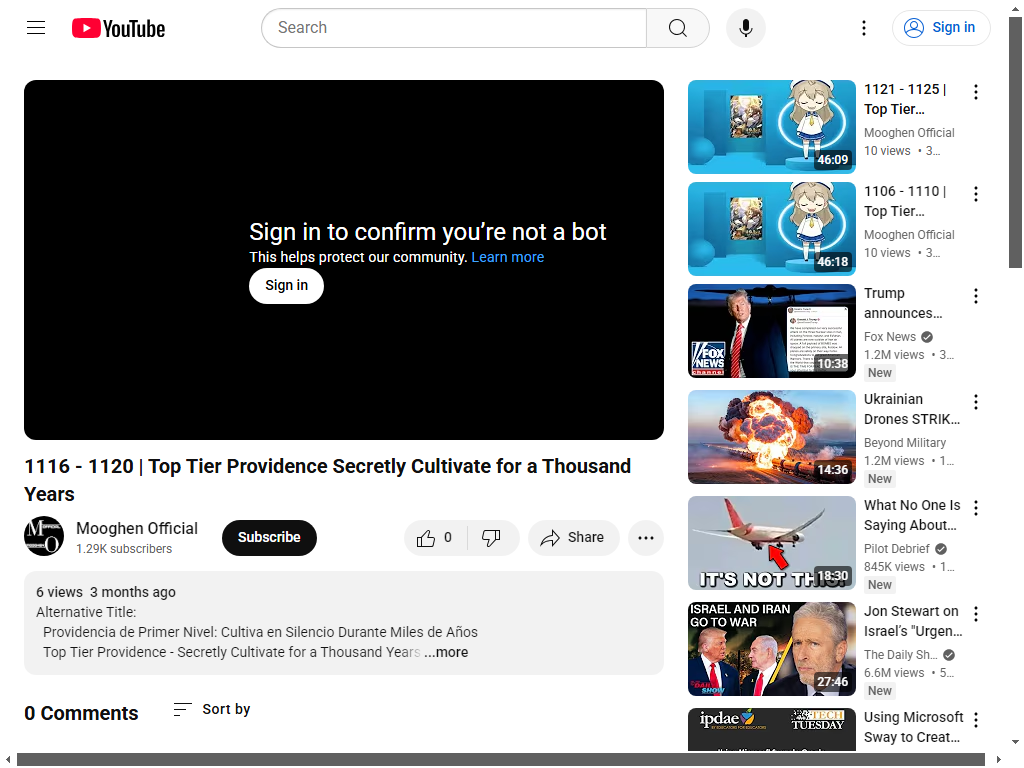 YouTube
Search
Sign in
Sign in to confirm you’re not a bot
This helps protect our community. Learn more
Sign in
1116 - 1120 | Top Tier Providence Secretly Cultivate for a Thousand
Years
Mooghen Official
1.29K subscribers
Subscribe
0
Share
6 views 3 months ago
Alternative Title:
Providencia de Primer Nivel: Cultiva en Silencio Durante Miles de Años
Top Tier Providence - Secretly Cultivate for a Thousand Years ...more
0 Comments
Sort by
46:09
1121 - 1125 |
Top Tier...
Mooghen Official
10 views • 3...
46:18
1106 - 1110 |
Top Tier...
Mooghen Official
10 views • 3...
FOX
NEWS
channel
10:38
Trump
announces...
Fox News
1.2M views • 3...
New
14:36
Ukrainian
Drones STRIK...
Beyond Military
1.2M views • 1...
New
IT'S NOT
18:30
What No One Is
Saying About...
Pilot Debrief
845K views • 1...
New
ISRAEL AND IRAN
GO TO WAR
27:46
Jon Stewart on
Israel’s "Urgen...
The Daily Sh...
6.6M views • 5...
New
ipdae
TECH
TUESDAY
Using Microsoft
Sway to Creat...